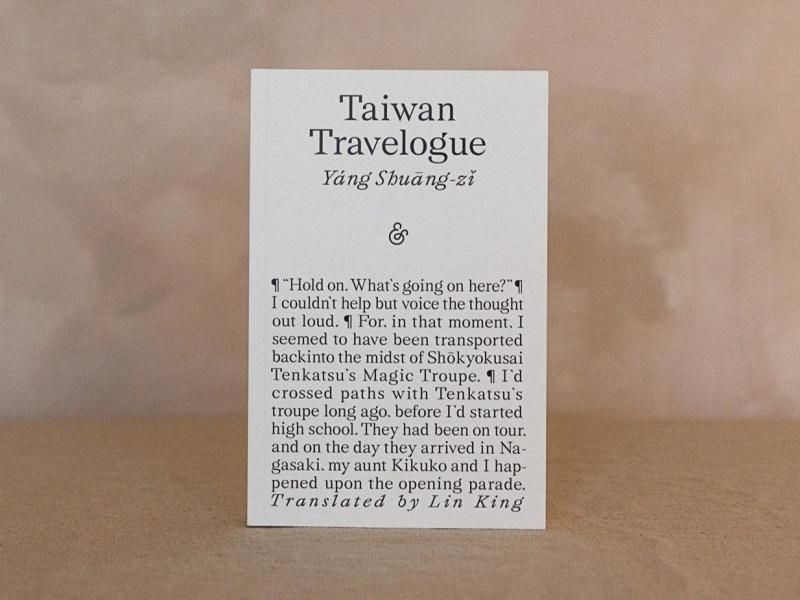 Taiwan
Travelogue
Yáng Shuāng-zǐ
&
¶ “Hold on. What’s going on here?” ¶
I couldn’t help but voice the thought
out loud. ¶ For, in that moment, I
seemed to have been transported
backinto the midst of Shōkyokusai
Tenkatsu’s Magic Troupe. ¶ I’d
crossed paths with Tenkatsu’s
troupe long ago, before I’d started
high school. They had been on tour,
and on the day they arrived in Na-
gasaki, my aunt Kikuko and I hap-
pened upon the opening parade.
Translated by Lin King